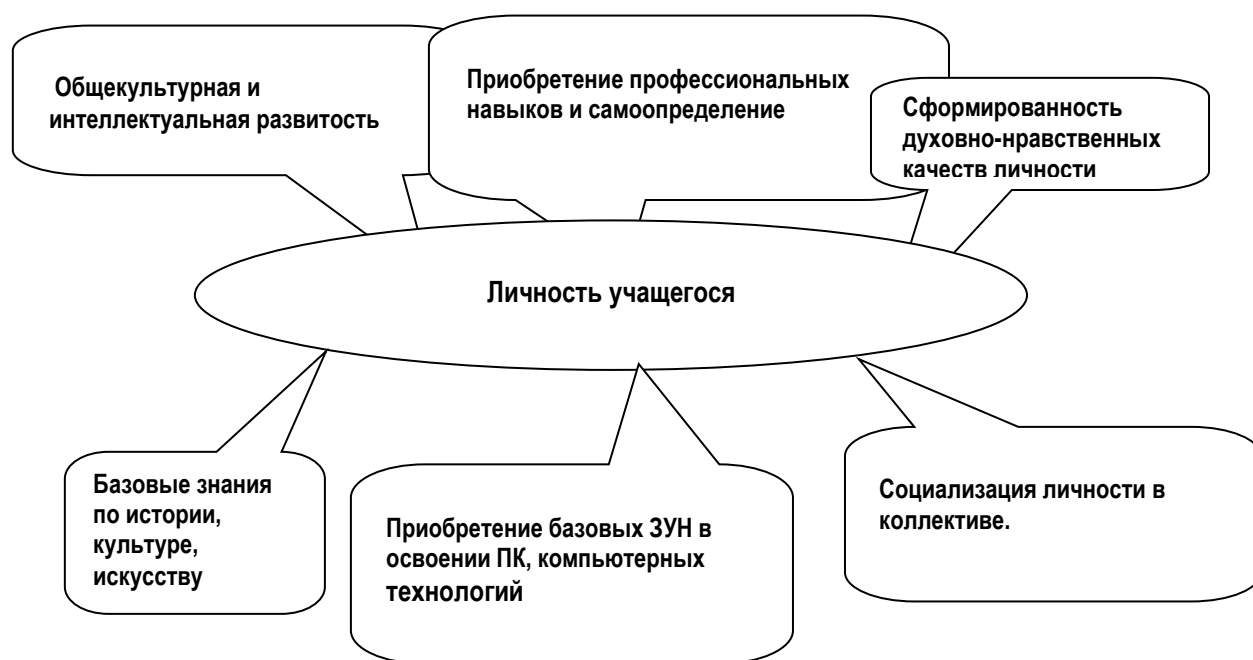 Общекультурная и
интеллектуальная развитость
Приобретение профессиональных
навыков и самоопределение
Сформированность
духовно-нравственных
качеств личности
Личность учащегося
Базовые знания
по истории,
культуре,
искусству
Приобретение базовых ЗУН в
освоении ПК, компьютерных
технологий
Социализация личности в
коллективе.